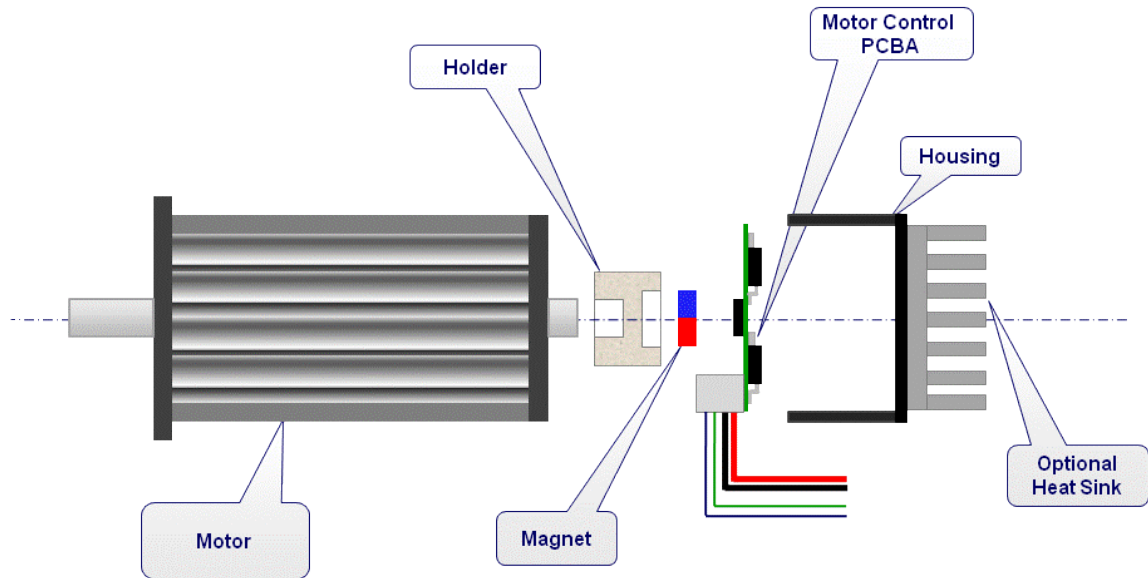 Motor Control
PCBA
Holder
Housing
Optional
Heat Sink
Motor
Magnet